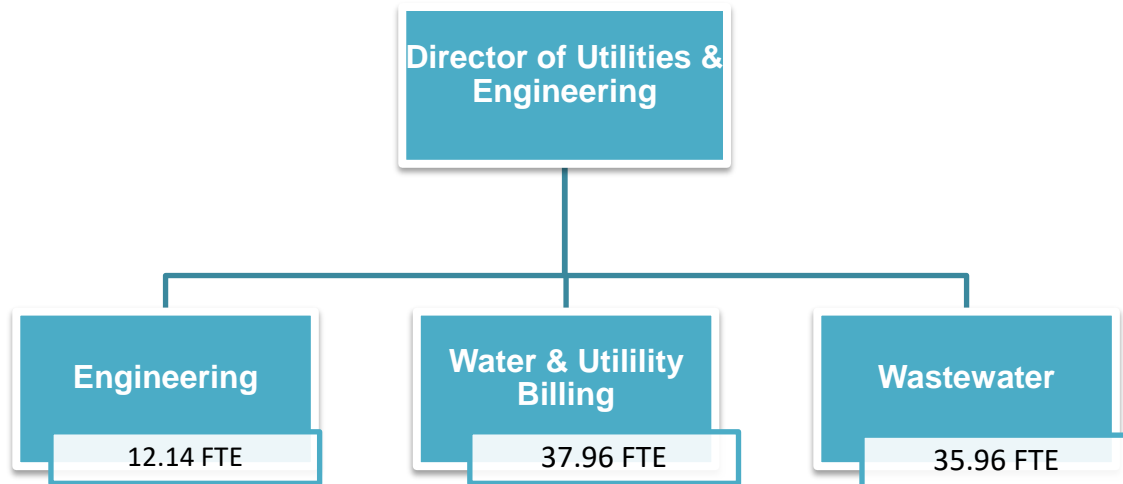 Director of Utilities &
Engineering
Engineering
12.14 FTE
Water & Utilility
Billing
37.96 FTE
Wastewater
35.96 FTE